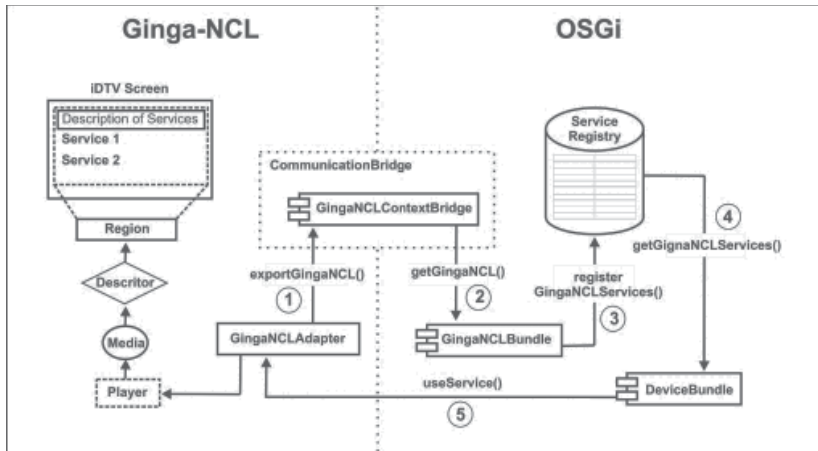 Ginga-NCL
OSGi
iDTV Screen
Description of Services
Service 1
Service 2
Region
Descritor
Media
Player
CommunicationBridge
GingaNCLContextBridge
exportGingaNCL()
1
GingaNCLAdapter
getGingaNCL()
2
GingaNCLBundle
Service
Registry
register
GingaNCLServices()
3
4
getGignaNCLServices()
DeviceBundle
useService()
5